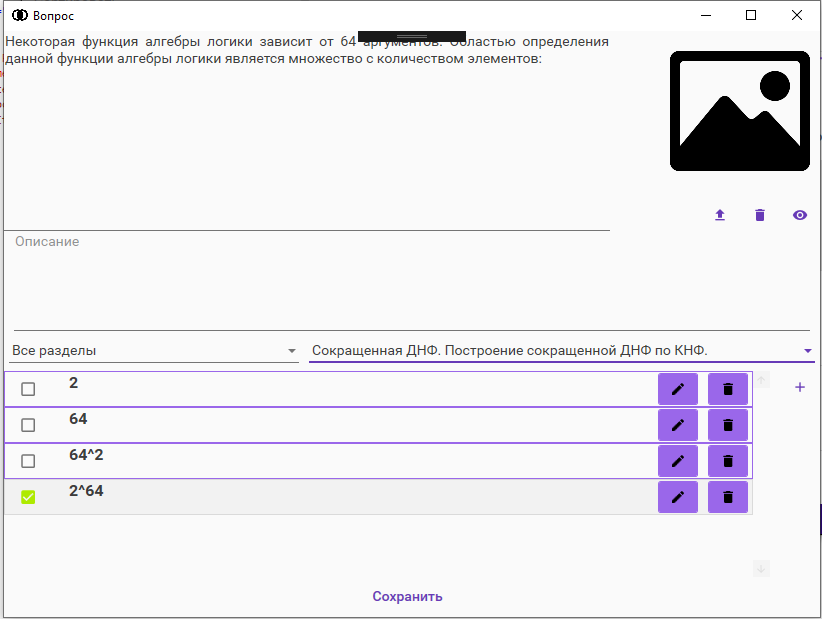 Вопрос
Некоторая функция алгебры логики зависит от 64 аргументов. Областью определения
данной функции алгебры логики является множество с количеством элементов:
Описание
Все разделы
Сокращенная ДНФ. Построение сокращенной ДНФ по КНФ.
2
64
64^2
2^64
Сохранить